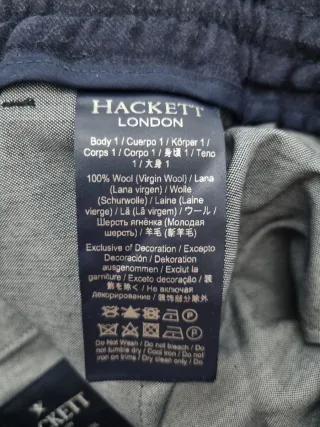 HACKETT
LONDON
Body 1 / Cuerpo 1 / Körper 1 /
Corps 1 / Corpo 1 / 身頃 1 / Тело
1 / 大身 1
100% Wool (Virgin Wool) / Lana
(Lana virgen) / Wolle
(Schurwolle) / Laine (Laine
vierge) / Lã (Lã virgem) / ウール /
Шерсть ягнёнка (Молодая
шерсть) / 羊毛 (新羊毛)
Exclusive of Decoration / Excepto
Decoración / Dekoration
ausgenommen / Exclut la
garniture / Exceto decoração / 装
飾を除く / Не включая
Декорирование / 装饰部分除外
Do Not Wash / Do not bleach / Do
not tumble dry / Cool iron / Do not
iron on trims / Dry clean only / Do
HACKETT